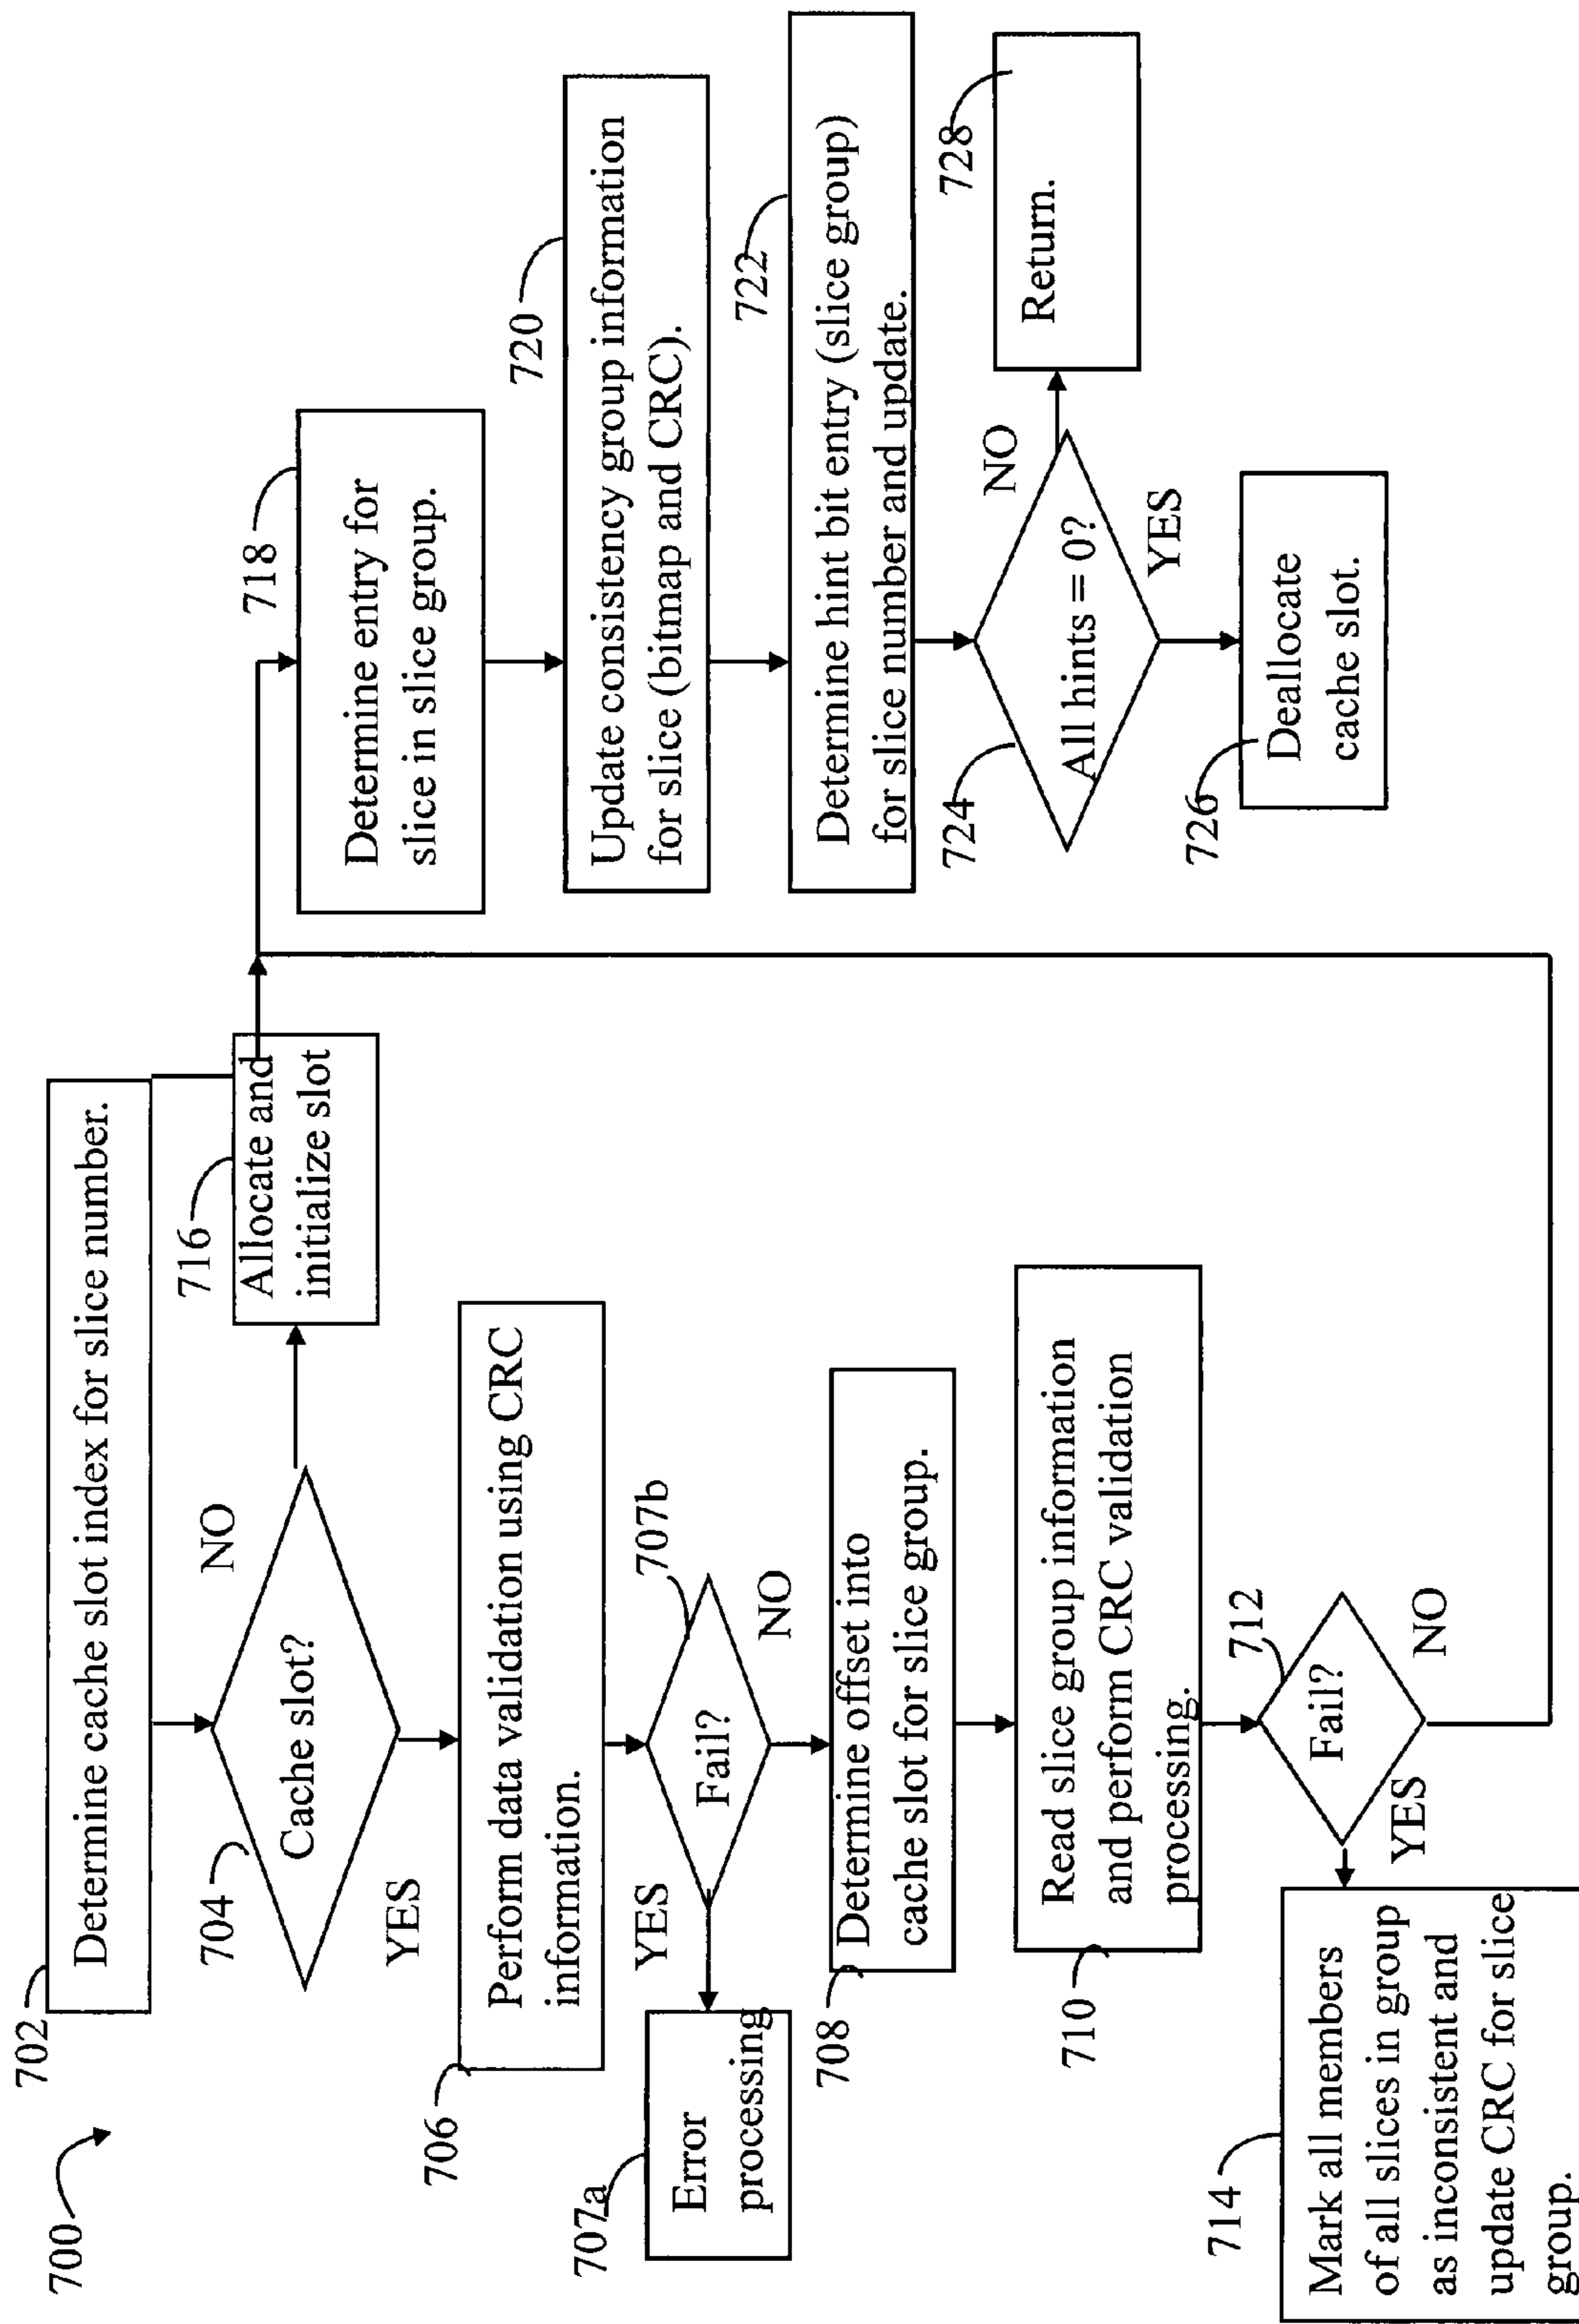 700
702
Determine cache slot index for slice number.
704
Cache slot?
NO
YES
716
Allocate and
initialize slot
706
Perform data validation using CRC
information.
707b
Fail?
YES
NO
707a
Error
processing
708
Determine offset into
cache slot for slice group.
710
Read slice group information
and perform CRC validation
processing.
712
Fail?
YES
NO
714
Mark all members
of all slices in group
as inconsistent and
update CRC for slice
group.
718
Determine entry for
slice in slice group.
720
Update consistency group information
for slice (bitmap and CRC).
722
Determine hint bit entry (slice group)
for slice number and update.
724
All hints = 0?
NO
YES
728
Return.
726
Deallocate
cache slot.